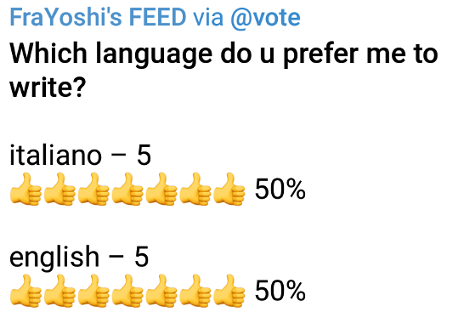 FraYoshi's FEED via @vote
Which language do u prefer me to
write?
italiano – 5
👍👍👍👍👍👍👍 50%
english – 5
👍👍👍👍👍👍👍 50%